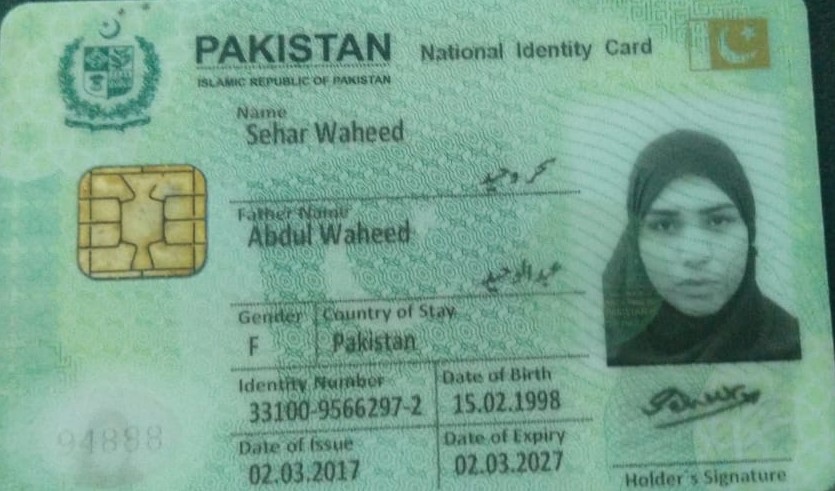 PAKISTAN National Identity Card
ISLAMIC REPUBLIC OF PAKISTAN
Name
Sehar Waheed
سحر وحید
Father Name
Abdul Waheed
عبدالوحید
Gender Country of Stay
F Pakistan
Identity Number Date of Birth
33100-9566297-2 15.02.1998
Date of Issue Date of Expiry
02.03.2017 02.03.2027
94888
Holder's Signature